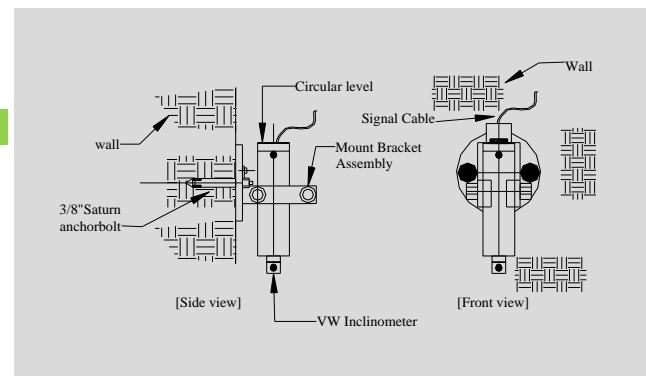 Wall
Circular level
Signal Cable
wall
Mount Bracket
Assembly
3/8"Saturn
anchorbolt
[Side view]
[Front view]
VW Inclinometer